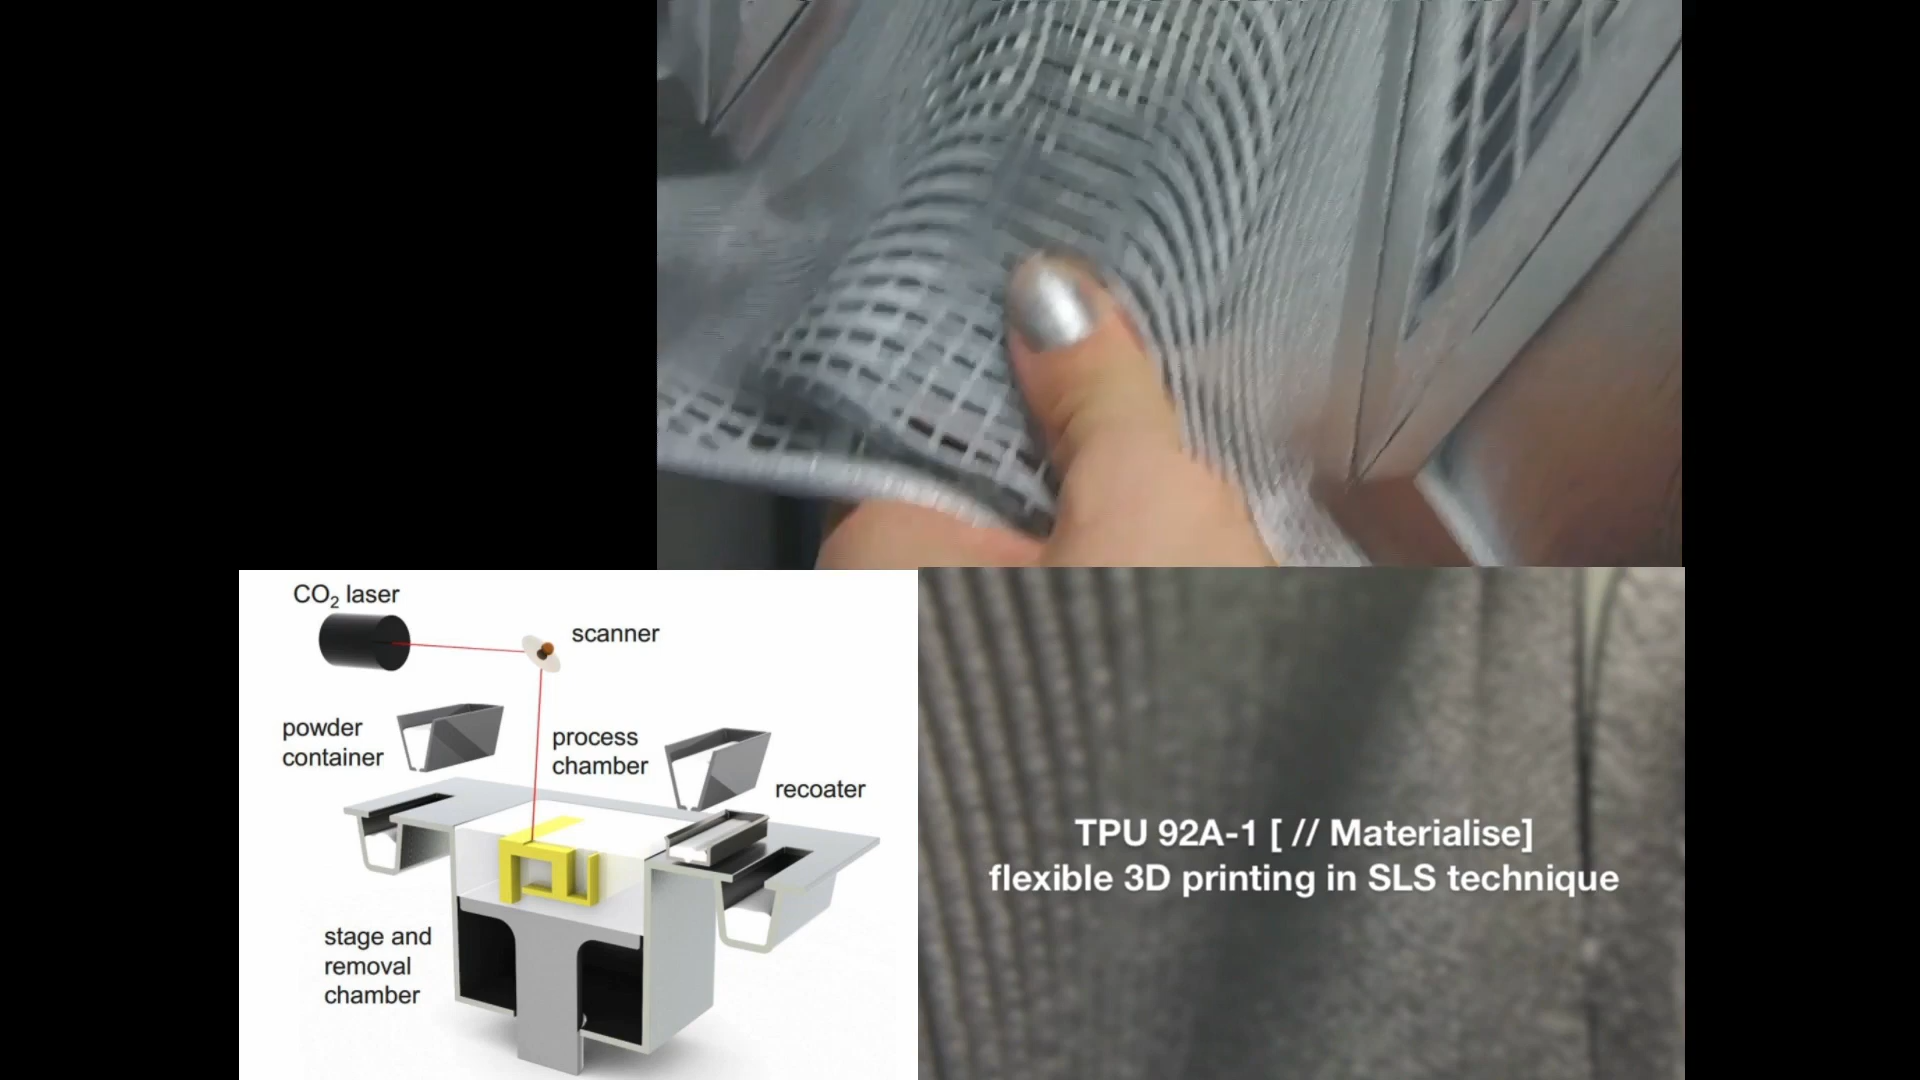 CO₂ laser
scanner
powder
container
process
chamber
recoater
stage and
removal
chamber
TPU 92A-1 [ // Materialise]
flexible 3D printing in SLS technique